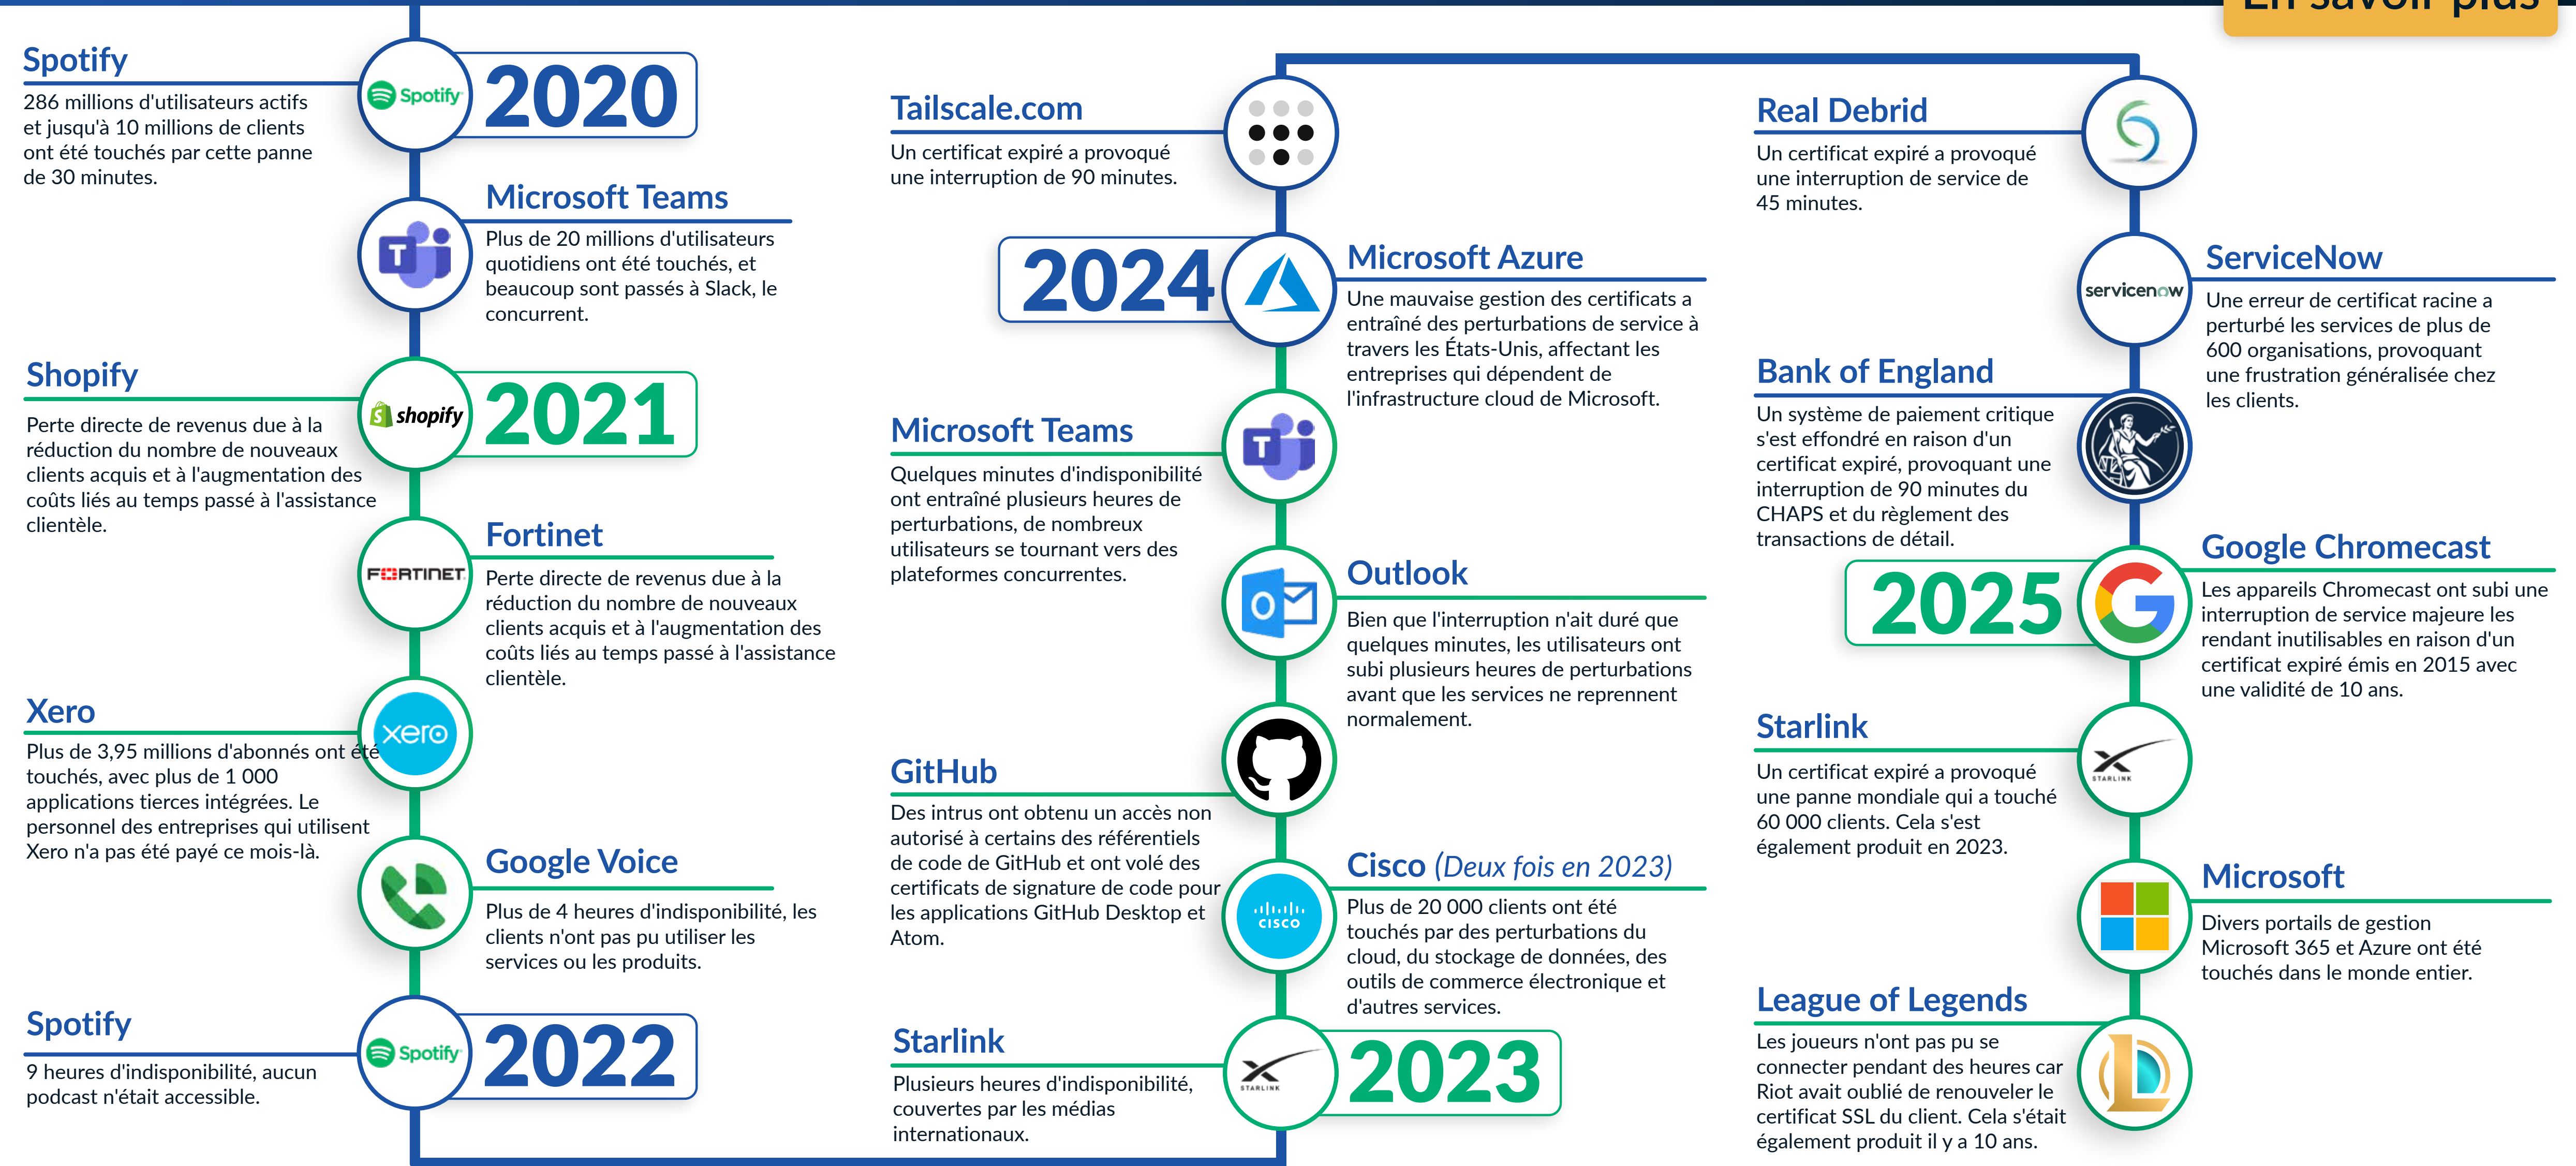 En savoir plus
Spotify
Spotify
2020
286 millions d'utilisateurs actifs
et jusqu'à 10 millions de clients
ont été touchés par cette panne
de 30 minutes.
Microsoft Teams
T
Plus de 20 millions d'utilisateurs
quotidiens ont été touchés, et
beaucoup sont passés à Slack, le
concurrent.
Shopify
shopify
2021
Perte directe de revenus due à la
réduction du nombre de nouveaux
clients acquis et à l'augmentation des
coûts liés au temps passé à l'assistance
clientèle.
Fortinet
FORTINET
Perte directe de revenus due à la
réduction du nombre de nouveaux
clients acquis et à l'augmentation des
coûts liés au temps passé à l'assistance
clientèle.
Xero
xero
Plus de 3,95 millions d'abonnés ont été
touchés, avec plus de 1 000
applications tierces intégrées. Le
personnel des entreprises qui utilisent
Xero n'a pas été payé ce mois-là.
Google Voice
Plus de 4 heures d'indisponibilité, les
clients n'ont pas pu utiliser les
services ou les produits.
Spotify
Spotify
2022
9 heures d'indisponibilité, aucun
podcast n'était accessible.
Tailscale.com
Un certificat expiré a provoqué
une interruption de 90 minutes.
2024
Microsoft Azure
Une mauvaise gestion des certificats a
entraîné des perturbations de service à
travers les États-Unis, affectant les
entreprises qui dépendent de
l'infrastructure cloud de Microsoft.
Microsoft Teams
T
Quelques minutes d'indisponibilité
ont entraîné plusieurs heures de
perturbations, de nombreux
utilisateurs se tournant vers des
plateformes concurrentes.
Outlook
O
Bien que l'interruption n'ait duré que
quelques minutes, les utilisateurs ont
subi plusieurs heures de perturbations
avant que les services ne reprennent
normalement.
GitHub
Des intrus ont obtenu un accès non
autorisé à certains des référentiels
de code de GitHub et ont volé des
certificats de signature de code pour
les applications GitHub Desktop et
Atom.
Cisco (Deux fois en 2023)
CISCO
Plus de 20 000 clients ont été
touchés par des perturbations du
cloud, du stockage de données, des
outils de commerce électronique et
d'autres services.
Starlink
STARLINK
2023
Plusieurs heures d'indisponibilité,
couvertes par les médias
internationaux.
Real Debrid
Un certificat expiré a provoqué
une interruption de service de
45 minutes.
ServiceNow
servicenow
Une erreur de certificat racine a
perturbé les services de plus de
600 organisations, provoquant
une frustration généralisée chez
les clients.
Bank of England
Un système de paiement critique
s'est effondré en raison d'un
certificat expiré, provoquant une
interruption de 90 minutes du
CHAPS et du règlement des
transactions de détail.
2025
Google Chromecast
Les appareils Chromecast ont subi une
interruption de service majeure les
rendant inutilisables en raison d'un
certificat expiré émis en 2015 avec
une validité de 10 ans.
Starlink
STARLINK
Un certificat expiré a provoqué
une panne mondiale qui a touché
60 000 clients. Cela s'est
également produit en 2023.
Microsoft
Divers portails de gestion
Microsoft 365 et Azure ont été
touchés dans le monde entier.
League of Legends
Les joueurs n'ont pas pu se
connecter pendant des heures car
Riot avait oublié de renouveler le
certificat SSL du client. Cela s'était
également produit il y a 10 ans.